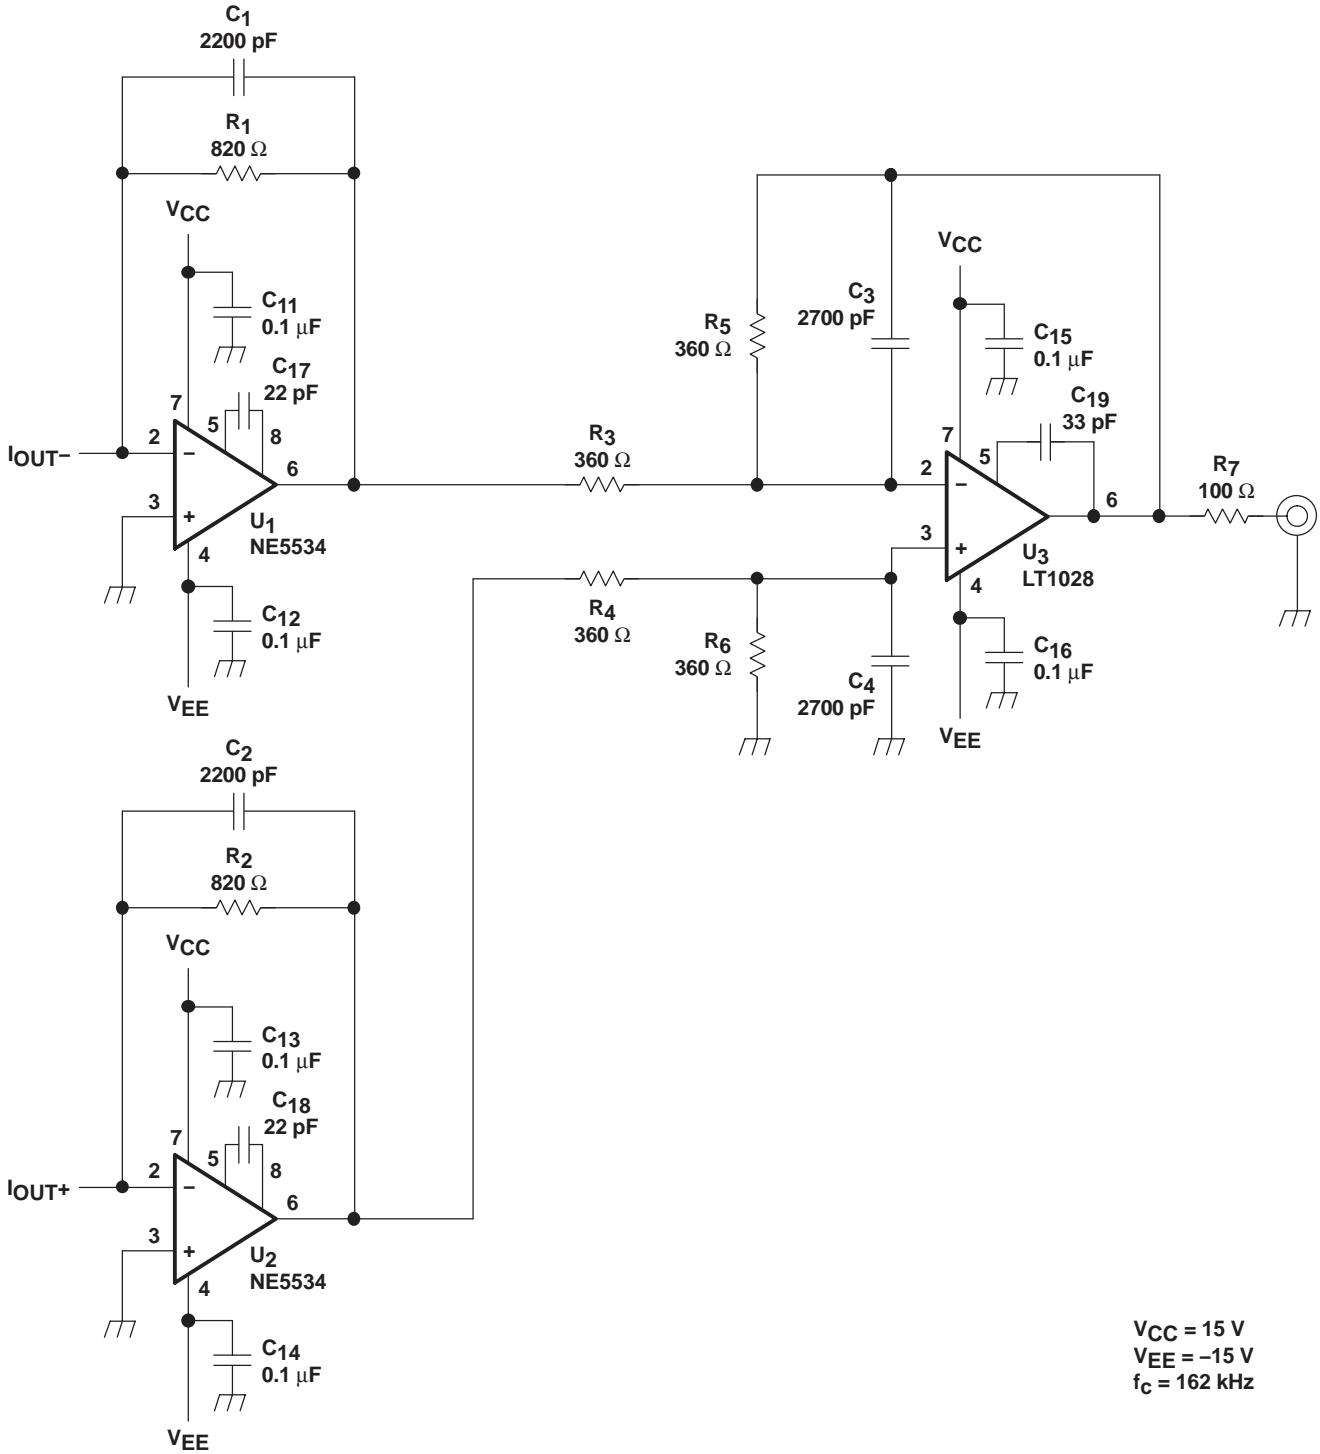 C1
2200 pF
R1
820 Ω
VCC
C11
0.1 μF
C17
22 pF
7
5
8
2
IOUT–
–
6
3
+
U1
NE5534
4
C12
0.1 μF
VEE
R3
360 Ω
R5
360 Ω
C3
2700 pF
VCC
C15
0.1 μF
C19
33 pF
7
5
2
–
6
R7
100 Ω
3
+
U3
LT1028
4
R4
360 Ω
R6
360 Ω
C4
2700 pF
C16
0.1 μF
VEE
C2
2200 pF
R2
820 Ω
VCC
C13
0.1 μF
C18
22 pF
7
5
8
2
IOUT+
–
6
3
+
U2
NE5534
4
C14
0.1 μF
VEE
VCC = 15 V
VEE = –15 V
fC = 162 kHz